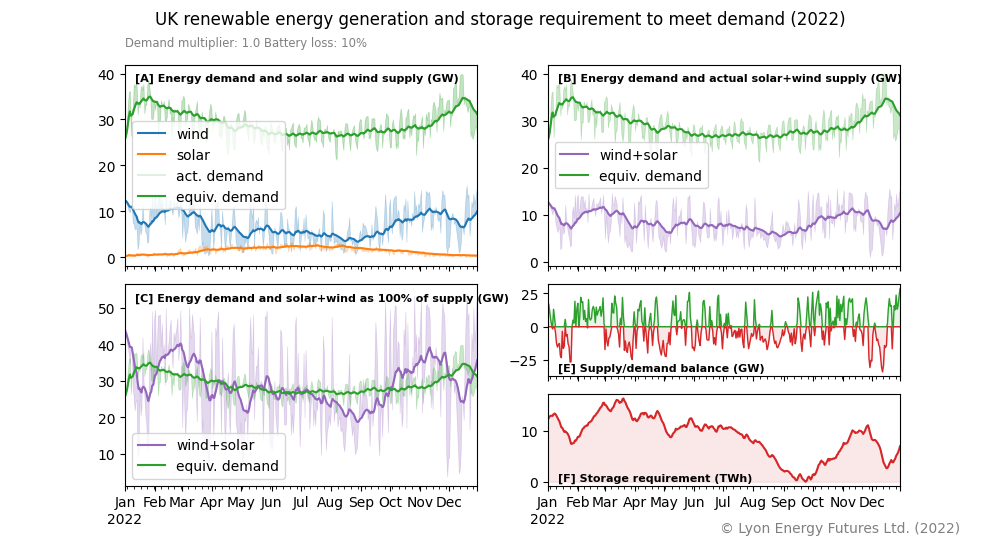 UK renewable energy generation and storage requirement to meet demand (2022)
Demand multiplier: 1.0 Battery loss: 10%
[A] Energy demand and solar and wind supply (GW)
40
30
20
10
0
wind
solar
act. demand
equiv. demand
[B] Energy demand and actual solar+wind supply (GW)
40
30
20
10
0
wind+solar
equiv. demand
[C] Energy demand and solar+wind as 100% of supply (GW)
50
40
30
20
10
wind+solar
equiv. demand
Jan Feb Mar Apr May Jun Jul Aug Sep Oct Nov Dec
2022
25
0
−25
[E] Supply/demand balance (GW)
10
0
[F] Storage requirement (TWh)
Jan Feb Mar Apr May Jun Jul Aug Sep Oct Nov Dec
2022
© Lyon Energy Futures Ltd. (2022)